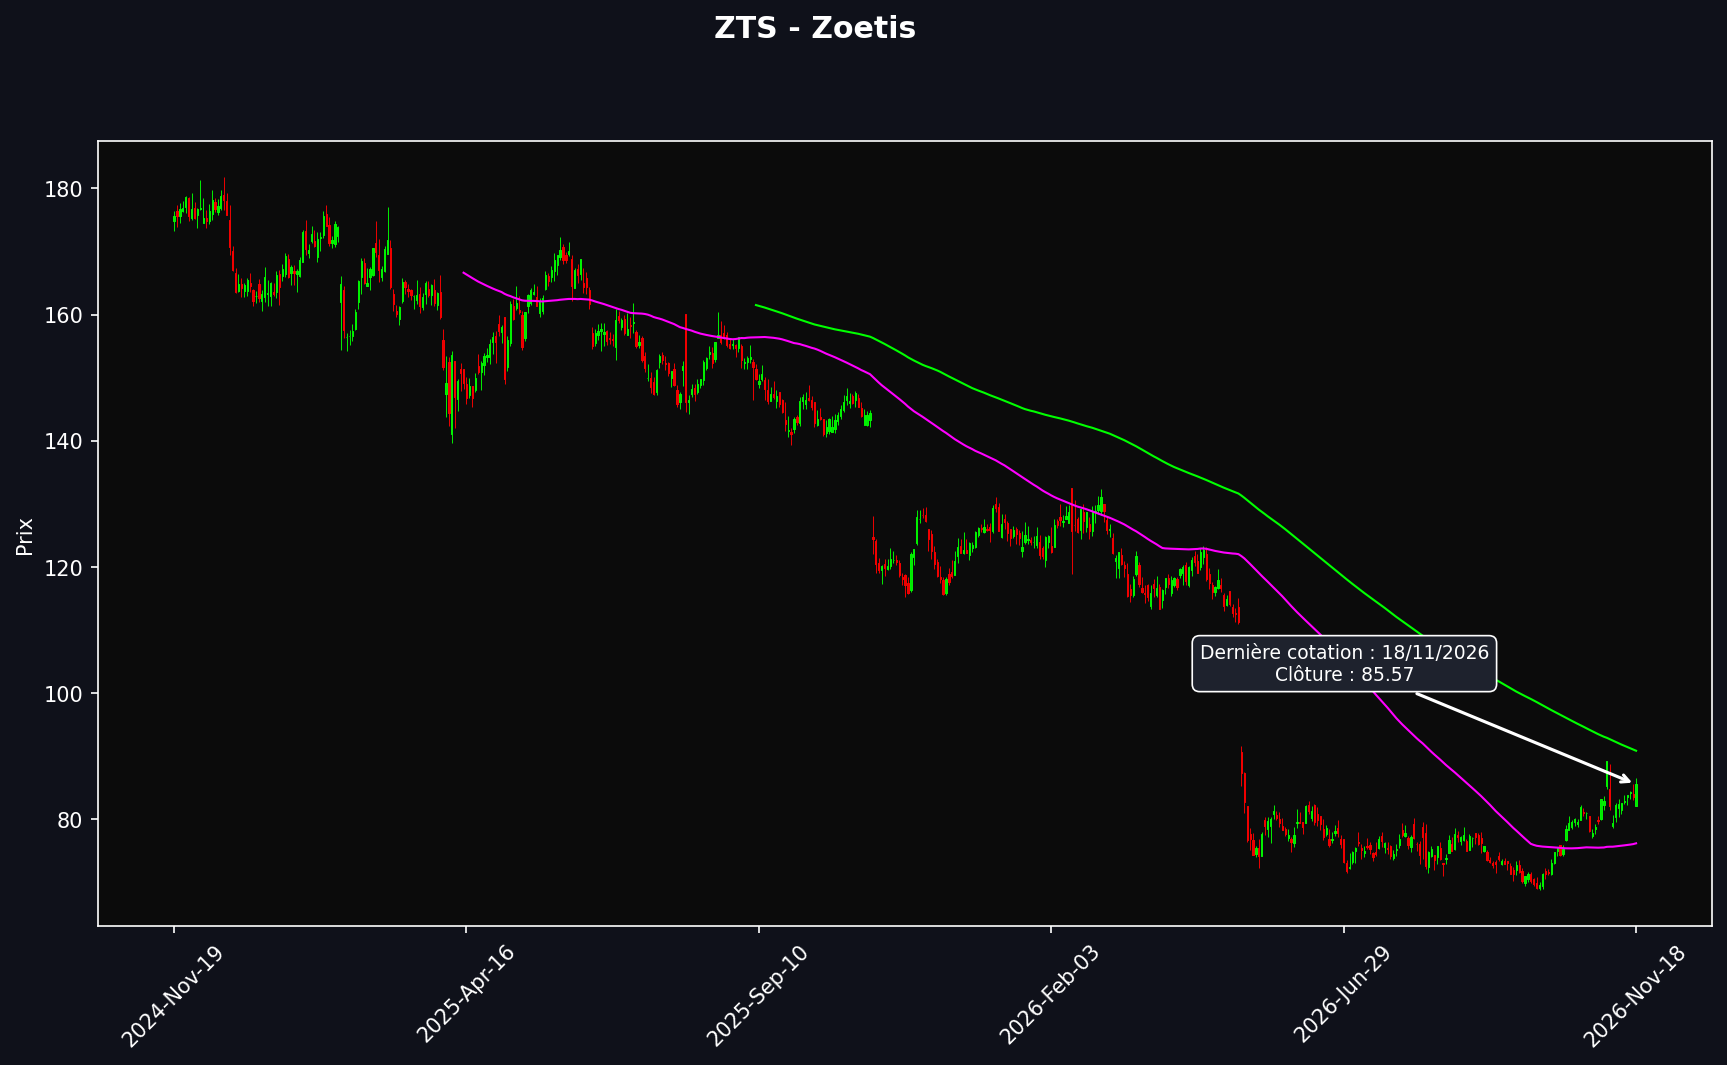 ZTS - Zoetis
Prix
180
160
140
120
100
80
Dernière cotation : 18/11/2026
Clôture : 85.57
2024-Nov-19
2025-Apr-16
2025-Sep-10
2026-Feb-03
2026-Jun-29
2026-Nov-18